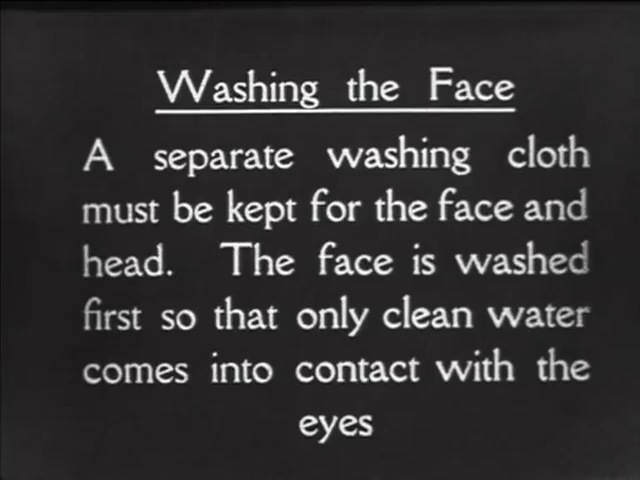 Washing the Face
A separate washing cloth
must be kept for the face and
head. The face is washed
first so that only clean water
comes into contact with the
eyes